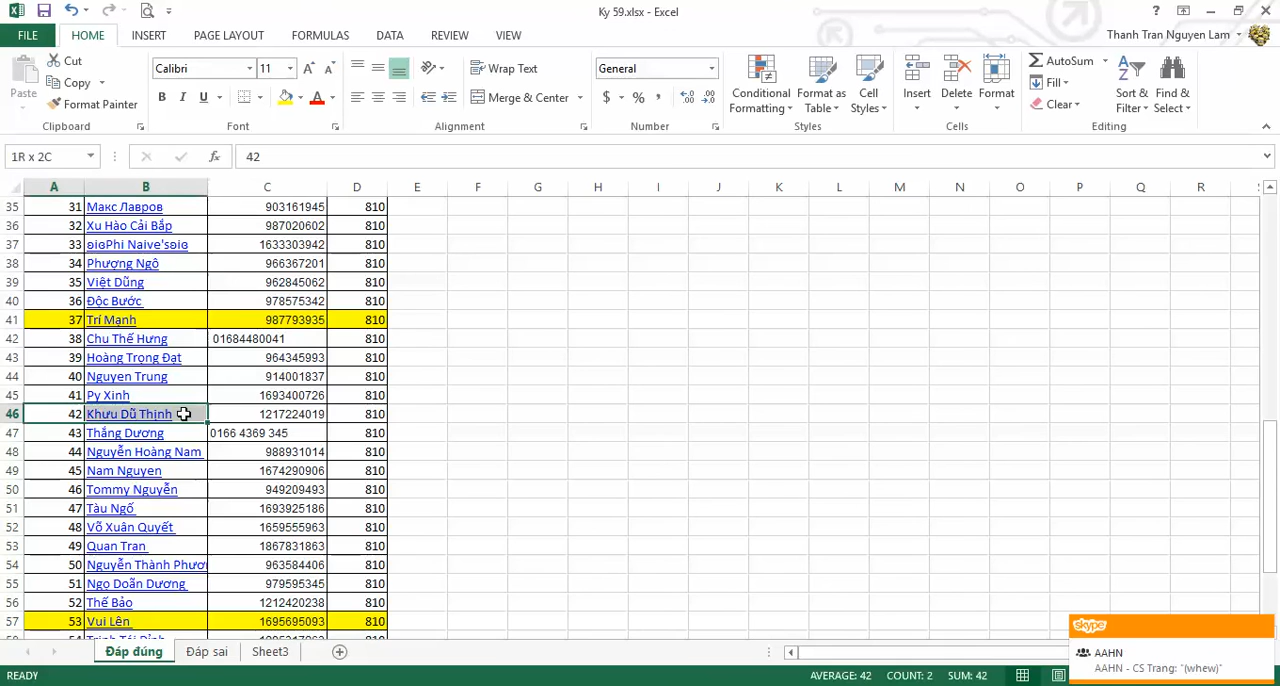 Ky 59.xlsx - Excel
FILE HOME INSERT PAGE LAYOUT FORMULAS DATA REVIEW VIEW Thanh Tran Nguyen Lam
Paste
Cut
Copy
Format Painter
Clipboard
Calibri 11
B I U
Font
Wrap Text
Merge & Center
Alignment
General
$ % ,
Number
Conditional Formatting
Format as Table
Cell Styles
Styles
Insert
Delete
Format
Cells
AutoSum
Fill
Clear
Sort & Filter
Find & Select
Editing
1R x 2C fx 42
A B C D E F G H I J K L M N O P Q R
35 31 Макс Лавров 903161945 810
36 32 Xu Hào Cải Bắp 987020602 810
37 33 ʚiɞPhi Naive'sʚiɞ 1633303942 810
38 34 Phượng Ngô 966367201 810
39 35 Việt Dũng 962845062 810
40 36 Độc Bước 978575342 810
41 37 Trí Mạnh 987793935 810
42 38 Chu Thế Hưng 01684480041 810
43 39 Hoàng Trọng Đạt 964345993 810
44 40 Nguyen Trung 914001837 810
45 41 Py Xinh 1693400726 810
46 42 Khưu Dũ Thịnh 1217224019 810
47 43 Thắng Dương 0166 4369 345 810
48 44 Nguyễn Hoàng Nam 988931014 810
49 45 Nam Nguyen 1674290906 810
50 46 Tommy Nguyễn 949209493 810
51 47 Tàu Ngố 1693925186 810
52 48 Võ Xuân Quyết 1659555963 810
53 49 Quan Tran 1867831863 810
54 50 Nguyễn Thành Phươn 963584406 810
55 51 Ngọ Doãn Dương 979595345 810
56 52 Thế Bảo 1212420238 810
57 53 Vui Lên 1695695093 810
Đáp đúng Đáp sai Sheet3
skype
AAHN
AAHN - CS Trang: "(whew)"
READY AVERAGE: 42 COUNT: 2 SUM: 42